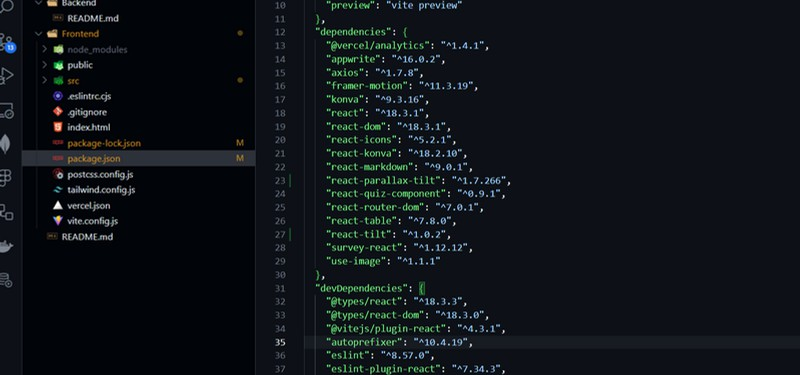 Backend
README.md
Frontend
node_modules
public
src
.eslintrc.cjs
.gitignore
index.html
package-lock.json M
package.json M
postcss.config.js
tailwind.config.js
vercel.json
vite.config.js
README.md
13
10 "preview": "vite preview"
11 },
12 "dependencies": {
13 "@vercel/analytics": "^1.4.1",
14 "appwrite": "^16.0.2",
15 "axios": "^1.7.8",
16 "framer-motion": "^11.3.19",
17 "konva": "^9.3.16",
18 "react": "^18.3.1",
19 "react-dom": "^18.3.1",
20 "react-icons": "^5.2.1",
21 "react-konva": "^18.2.10",
22 "react-markdown": "^9.0.1",
23 "react-parallax-tilt": "^1.7.266",
24 "react-quiz-component": "^0.9.1",
25 "react-router-dom": "^7.0.1",
26 "react-table": "^7.8.0",
27 "react-tilt": "^1.0.2",
28 "survey-react": "^1.12.12",
29 "use-image": "^1.1.1"
30 },
31 "devDependencies": {
32 "@types/react": "^18.3.3",
33 "@types/react-dom": "^18.3.0",
34 "@vitejs/plugin-react": "^4.3.1",
35 "autoprefixer": "^10.4.19",
36 "eslint": "^8.57.0",
37 "eslint-plugin-react": "^7.34.3",